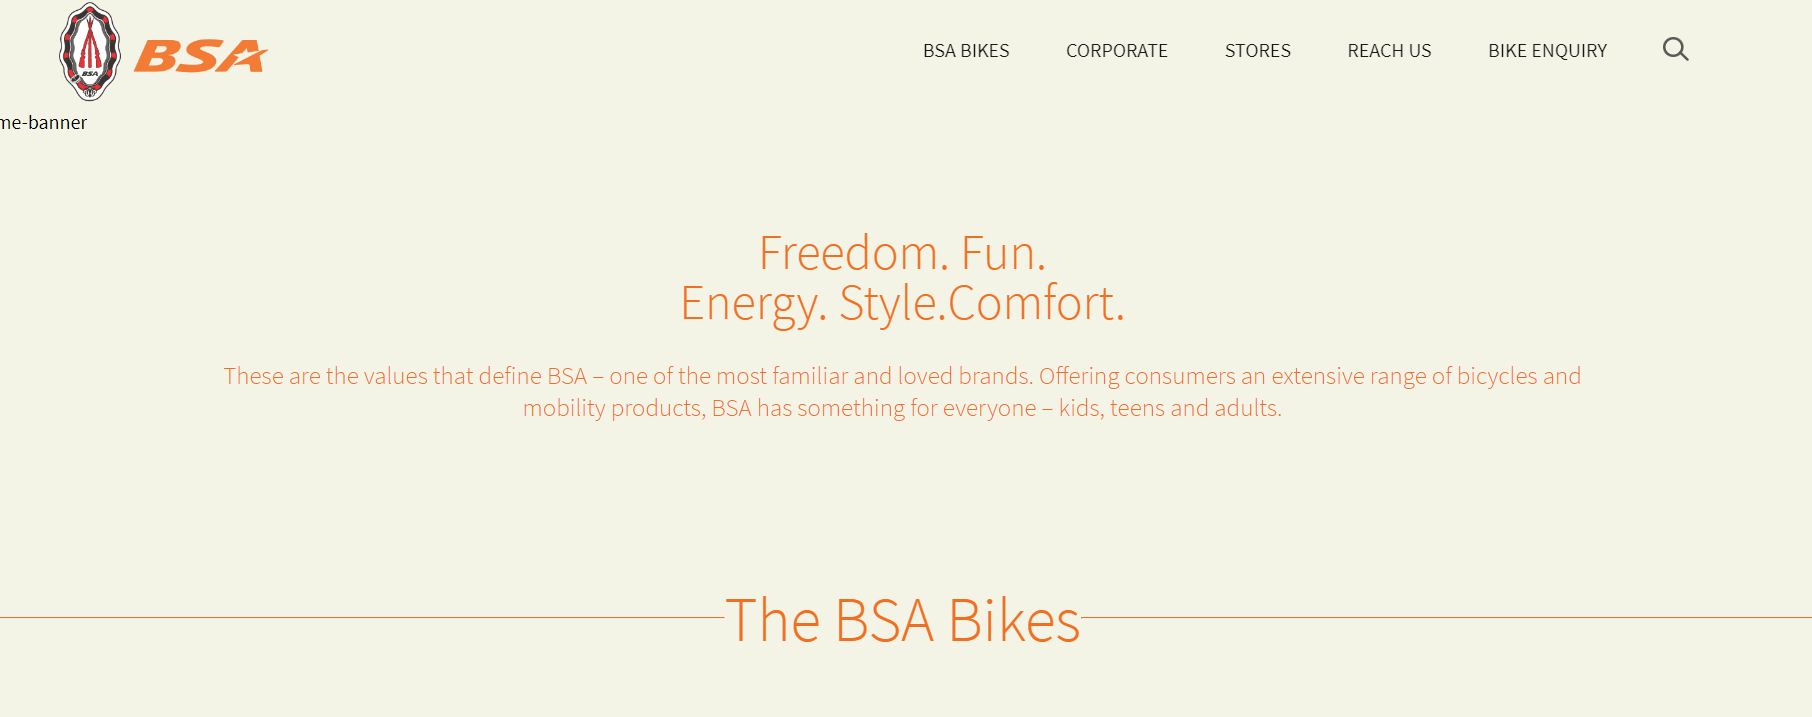 BSA
BSA
BSA BIKES
CORPORATE
STORES
REACH US
BIKE ENQUIRY
me-banner
Freedom. Fun.
Energy. Style.Comfort.
These are the values that define BSA – one of the most familiar and loved brands. Offering consumers an extensive range of bicycles and
mobility products, BSA has something for everyone – kids, teens and adults.
The BSA Bikes